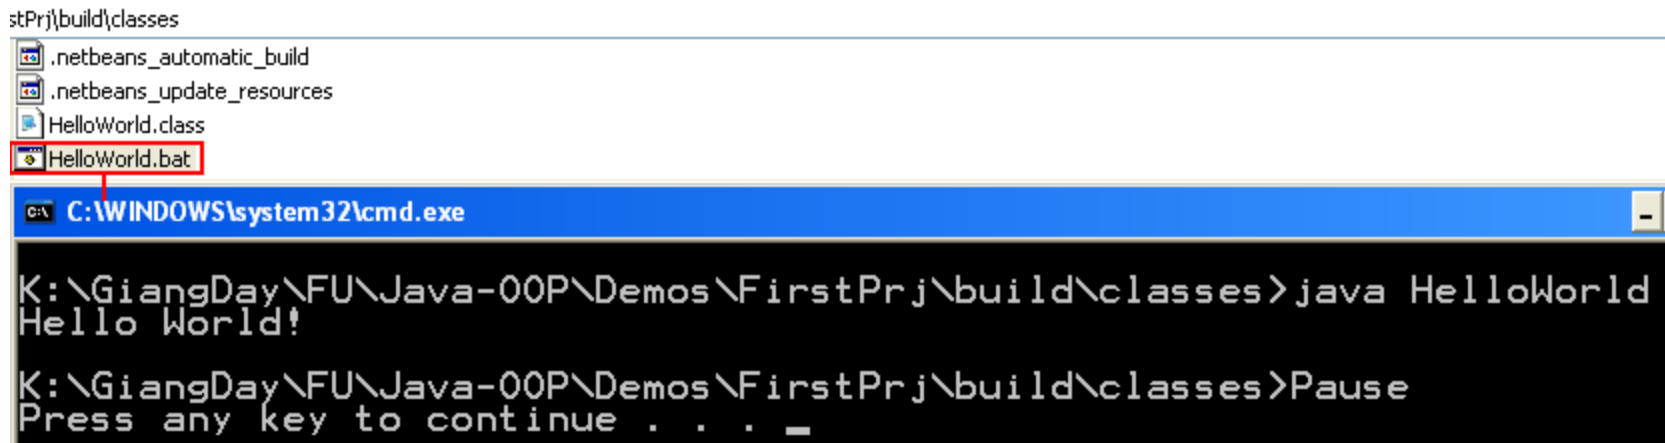 stPrj\build\classes
.netbeans_automatic_build
.netbeans_update_resources
HelloWorld.class
HelloWorld.bat
C:\WINDOWS\system32\cmd.exe
K:\GiangDay\FU\Java-OOP\Demos\FirstPrj\build\classes>java HelloWorld
Hello World!
K:\GiangDay\FU\Java-OOP\Demos\FirstPrj\build\classes>Pause
Press any key to continue . . . _